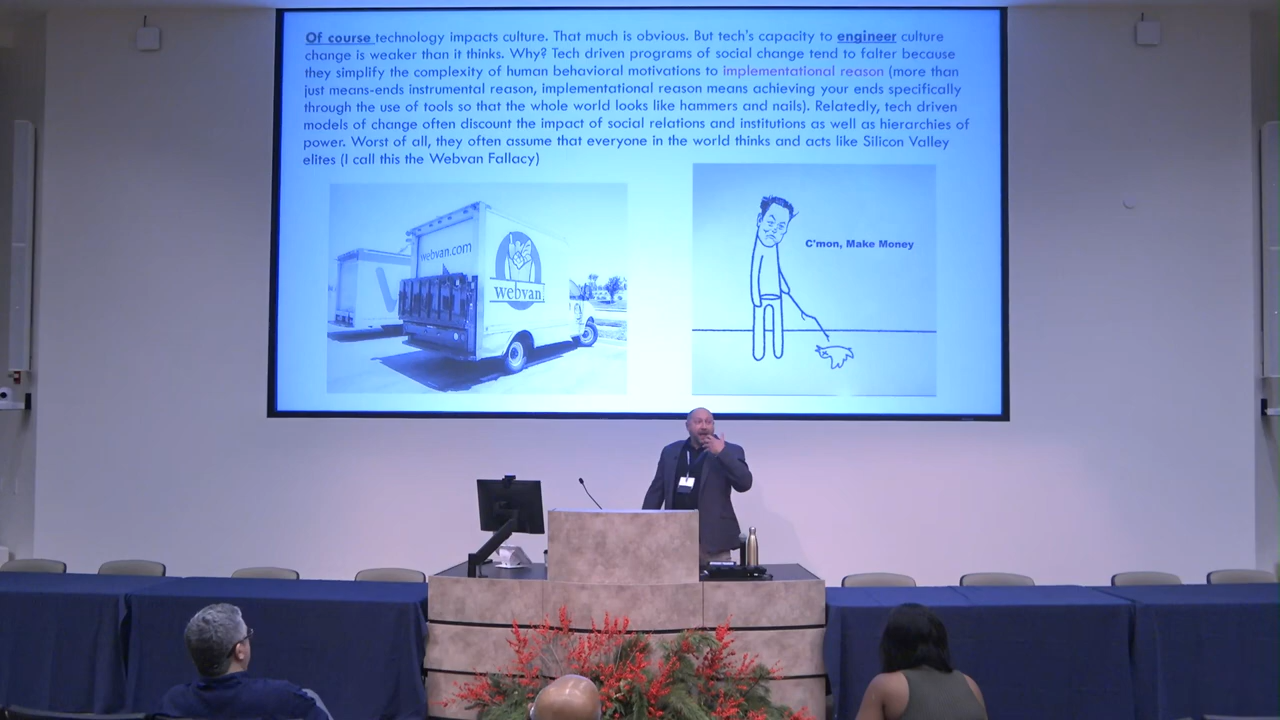 Of course technology impacts culture. That much is obvious. But tech's capacity to engineer culture
change is weaker than it thinks. Why? Tech driven programs of social change tend to falter because
they simplify the complexity of human behavioral motivations to implementational reason (more than
just means-ends instrumental reason, implementational reason means achieving your ends specifically
through the use of tools so that the whole world looks like hammers and nails). Relatedly, tech driven
models of change often discount the impact of social relations and institutions as well as hierarchies of
power. Worst of all, they often assume that everyone in the world thinks and acts like Silicon Valley
elites (I call this the Webvan Fallacy)
webvan.com
webvan
C'mon, Make Money